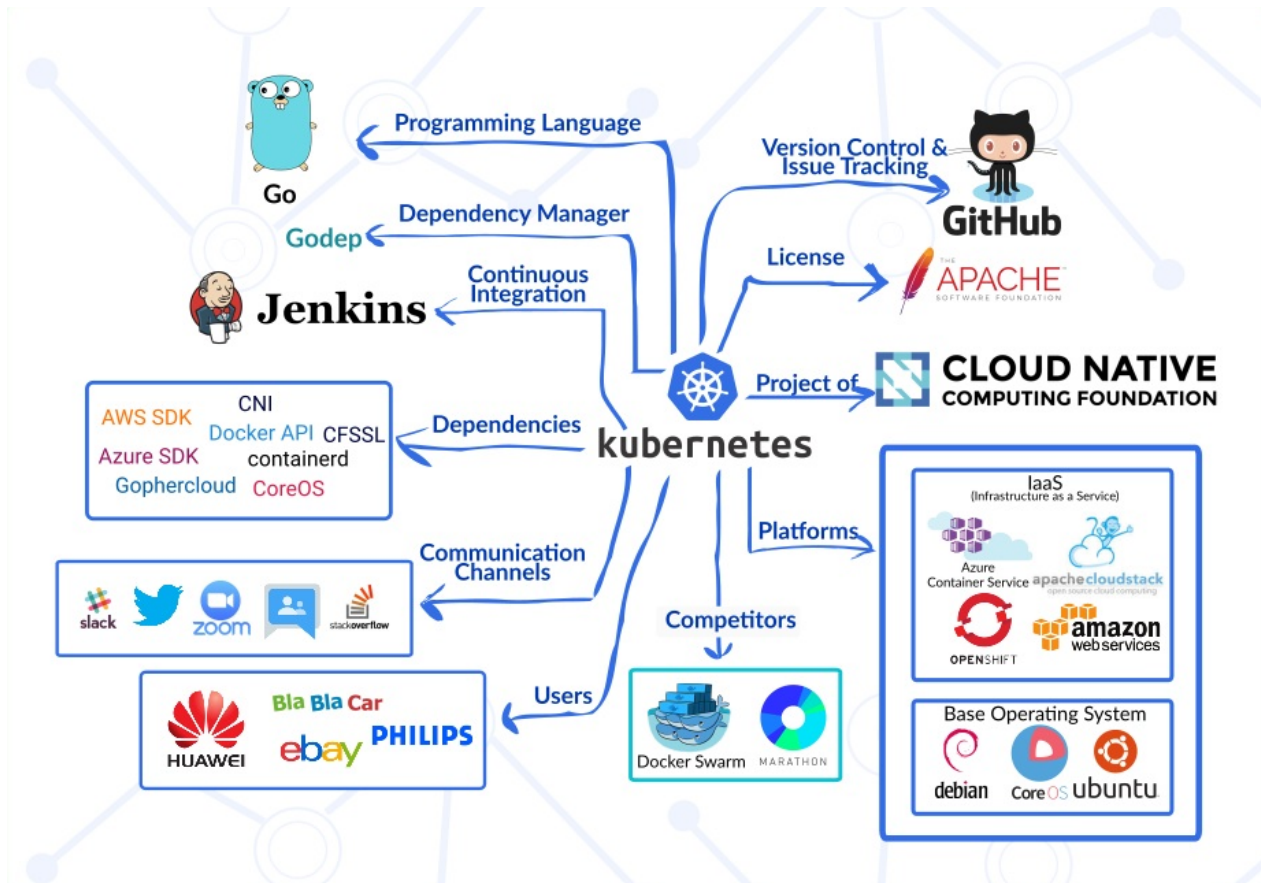 Programming Language
Go
Version Control &
Issue Tracking
GitHub
Dependency Manager
Godep
License
THE
APACHE™
SOFTWARE FOUNDATION
Continuous
Integration
Jenkins
Project of
CLOUD NATIVE
COMPUTING FOUNDATION
kubernetes
Dependencies
CNI
AWS SDK
Docker API
CFSSL
Azure SDK
containerd
Gophercloud
CoreOS
Platforms
IaaS
(Infrastructure as a Service)
Azure
Container Service
apachecloudstack
open source cloud computing
OPENSHIFT
amazon
webservices
Base Operating System
debian
CoreOS
ubuntu
Communication
Channels
slack
zoom
stackoverflow
Competitors
Docker Swarm
MARATHON
Users
HUAWEI
Bla Bla Car
ebay
PHILIPS